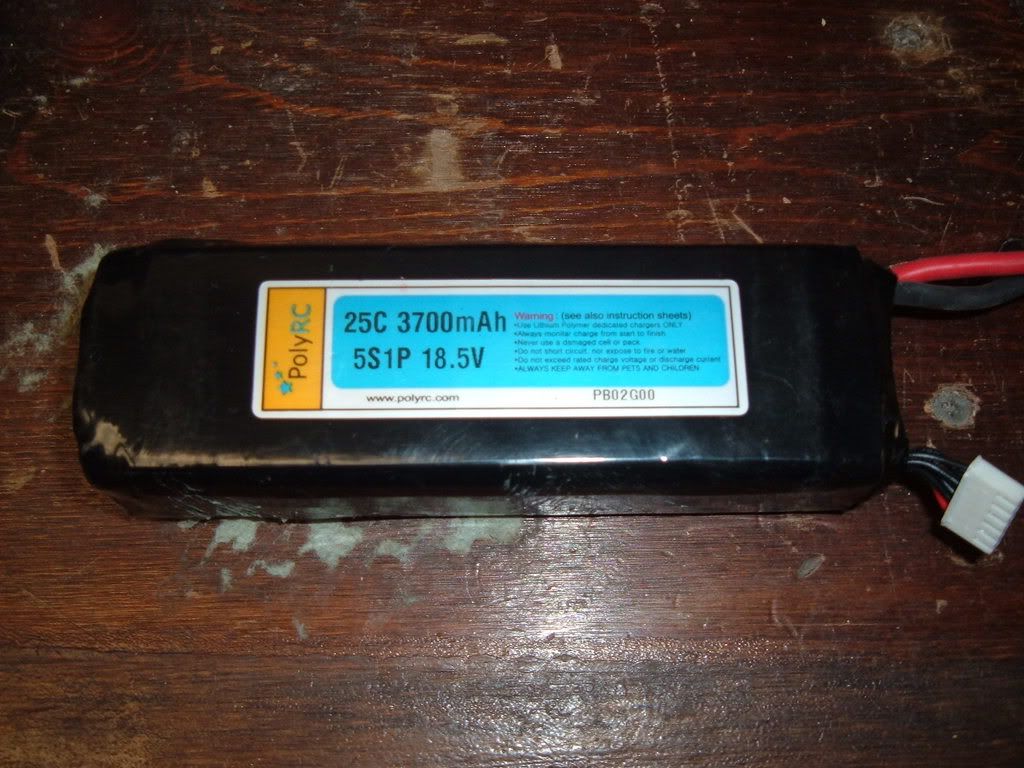 PolyRC
25C 3700mAh
5S1P 18.5V
Warning: (see also instruction sheets)
•Use Lithium Polymer dedicated chargers ONLY
•Always monitar charge from start to finish
•Never use a damaged cell or pack.
•Do not short circuit, nor expose to fire or water
•Do not exceed rated charge voltage or discharge current
•ALWAYS KEEP AWAY FROM PETS AND CHILDREN
www.polyrc.com
PB02G00